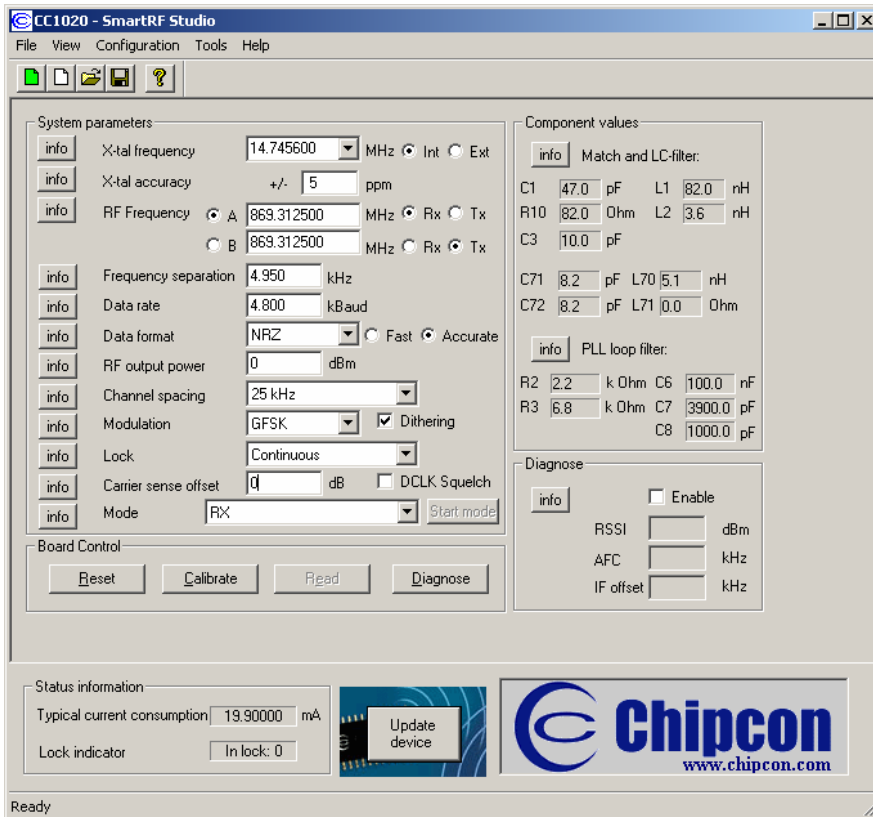 CC1020 - SmartRF Studio
File View Configuration Tools Help
System parameters
info X-tal frequency 14.745600 MHz Int Ext
info X-tal accuracy +/- 5 ppm
info RF Frequency A 869.312500 MHz Rx Tx
B 869.312500 MHz Rx Tx
info Frequency separation 4.950 kHz
info Data rate 4.800 kBaud
info Data format NRZ Fast Accurate
info RF output power 0 dBm
info Channel spacing 25 kHz
info Modulation GFSK Dithering
info Lock Continuous
info Carrier sense offset 0 dB DCLK Squelch
info Mode RX Start mode
Board Control
Reset Calibrate Read Diagnose
Component values
info Match and LC-filter:
C1 47.0 pF L1 82.0 nH
R10 82.0 Ohm L2 3.6 nH
C3 10.0 pF
C71 8.2 pF L70 5.1 nH
C72 8.2 pF L71 0.0 Ohm
info PLL loop filter:
R2 2.2 k Ohm C6 100.0 nF
R3 6.8 k Ohm C7 3900.0 pF
C8 1000.0 pF
Diagnose
info Enable
RSSI dBm
AFC kHz
IF offset kHz
Status information
Typical current consumption 19.90000 mA
Lock indicator In lock: 0
Update
device
Chipcon
www.chipcon.com
Ready